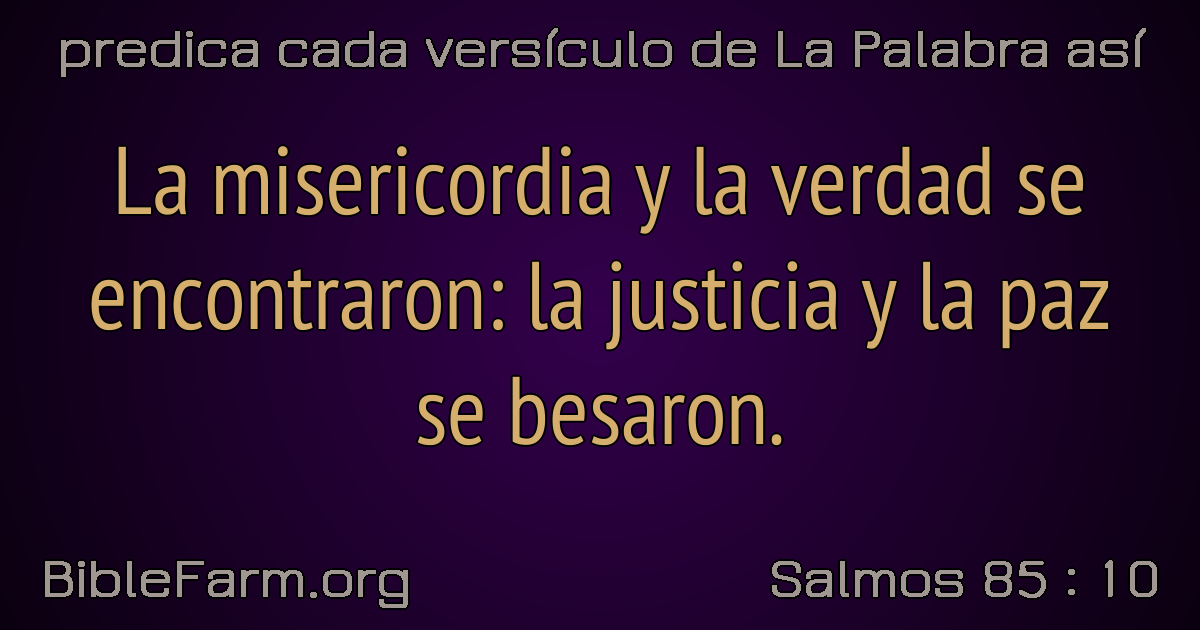 predica cada versículo de La Palabra así
La misericordia y la verdad se
encontraron: la justicia y la paz
se besaron.
BibleFarm.org
Salmos 85 : 10